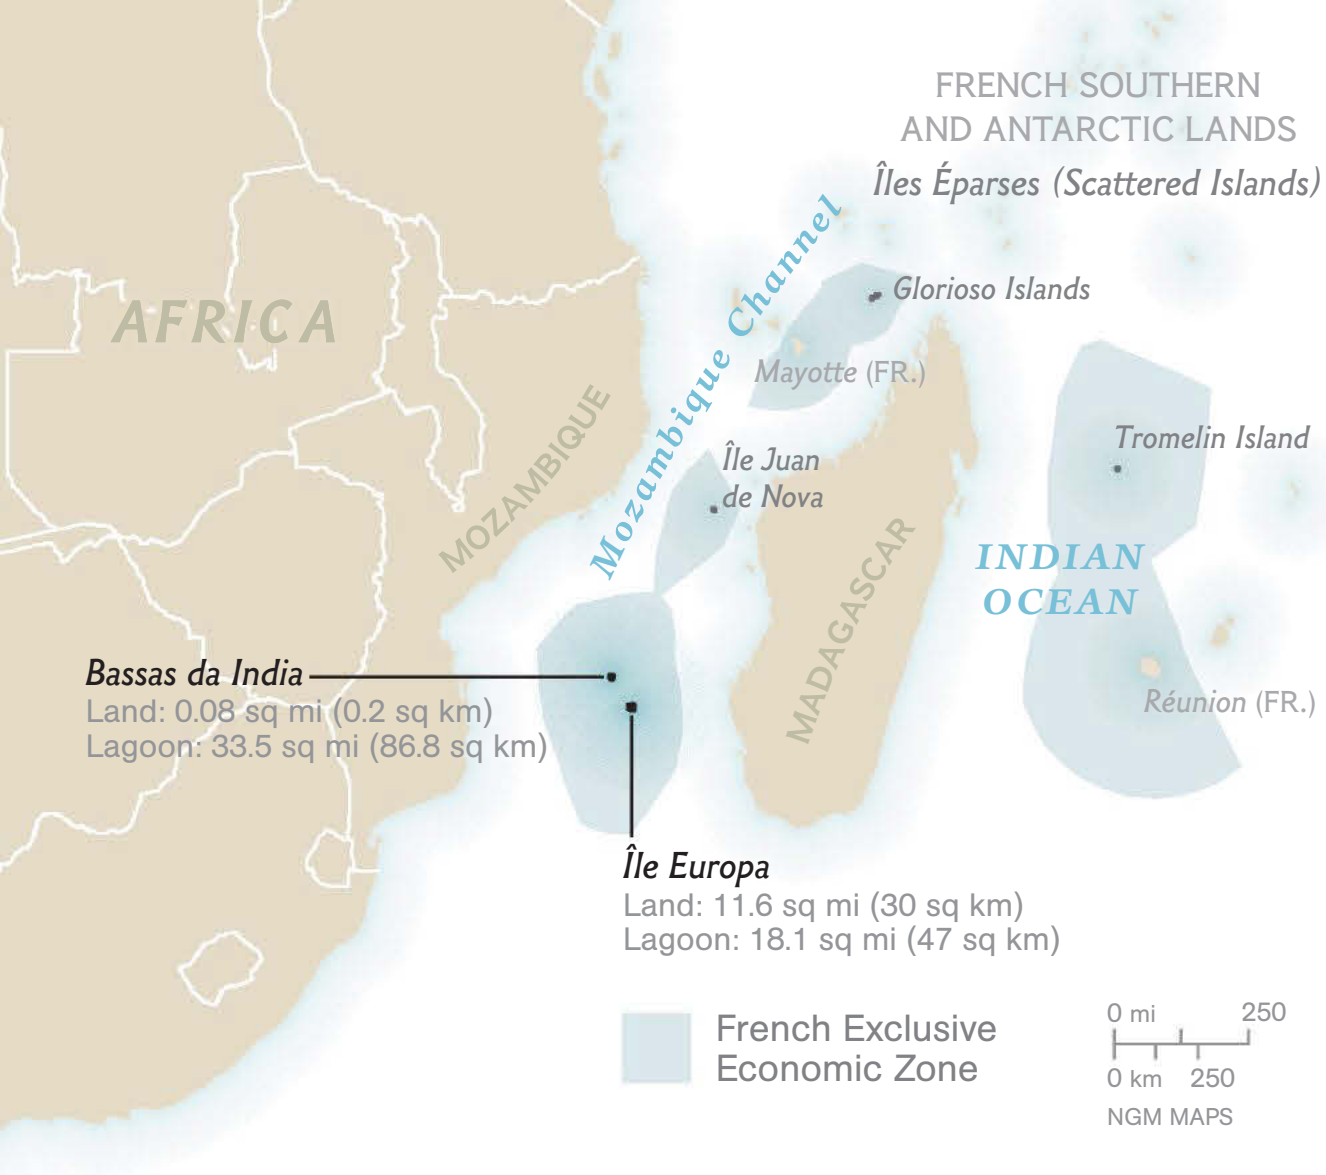 FRENCH SOUTHERN
AND ANTARCTIC LANDS
Îles Éparses (Scattered Islands)
Mozambique Channel
Glorioso Islands
AFRICA
Mayotte (FR.)
MOZAMBIQUE
Tromelin Island
Île Juan
de Nova
INDIAN
OCEAN
MADAGASCAR
Bassas da India
Land: 0.08 sq mi (0.2 sq km)
Lagoon: 33.5 sq mi (86.8 sq km)
Réunion (FR.)
Île Europa
Land: 11.6 sq mi (30 sq km)
Lagoon: 18.1 sq mi (47 sq km)
French Exclusive
Economic Zone
0 mi 250
0 km 250
NGM MAPS